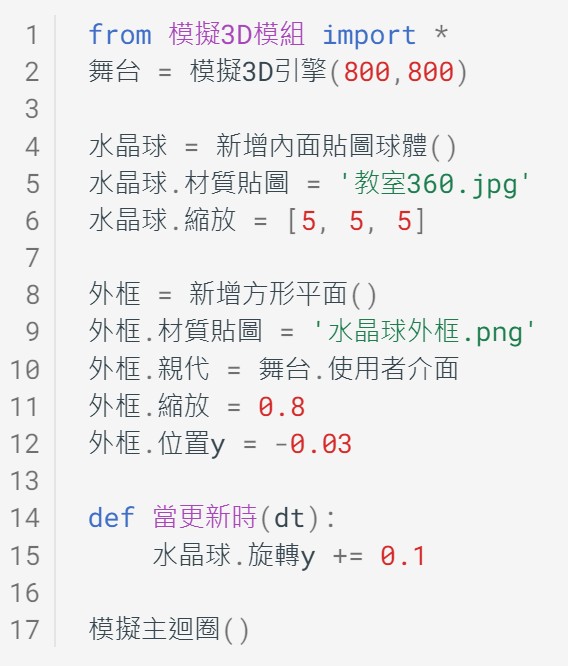 1 from 模擬3D模組 import *
2 舞台 = 模擬3D引擎(800,800)
3
4 水晶球 = 新增內面貼圖球體()
5 水晶球.材質貼圖 = '教室360.jpg'
6 水晶球.縮放 = [5, 5, 5]
7
8 外框 = 新增方形平面()
9 外框.材質貼圖 = '水晶球外框.png'
10 外框.親代 = 舞台.使用者介面
11 外框.縮放 = 0.8
12 外框.位置y = -0.03
13
14 def 當更新時(dt):
15     水晶球.旋轉y += 0.1
16
17 模擬主迴圈()